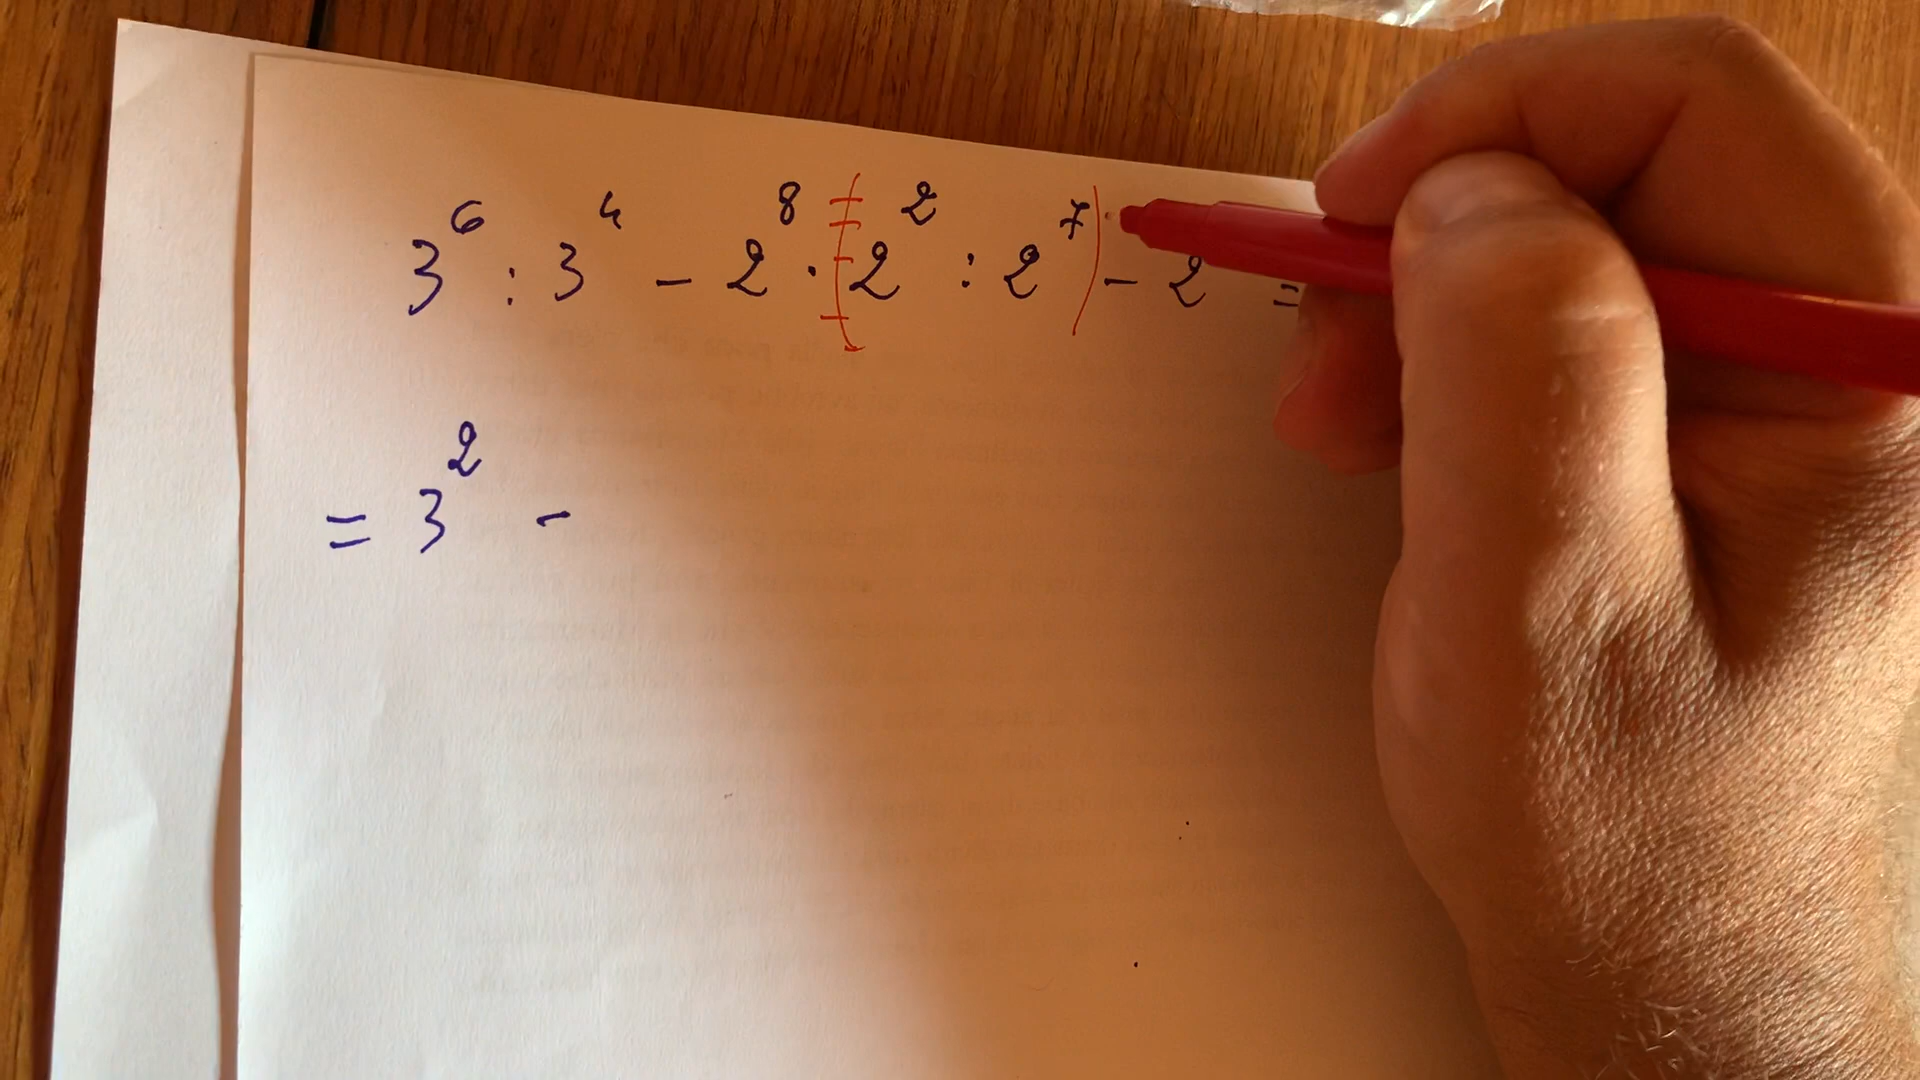 3⁶ : 3⁴ - 2⁸ · (2² : 2⁷) - 2 =
= 3² -